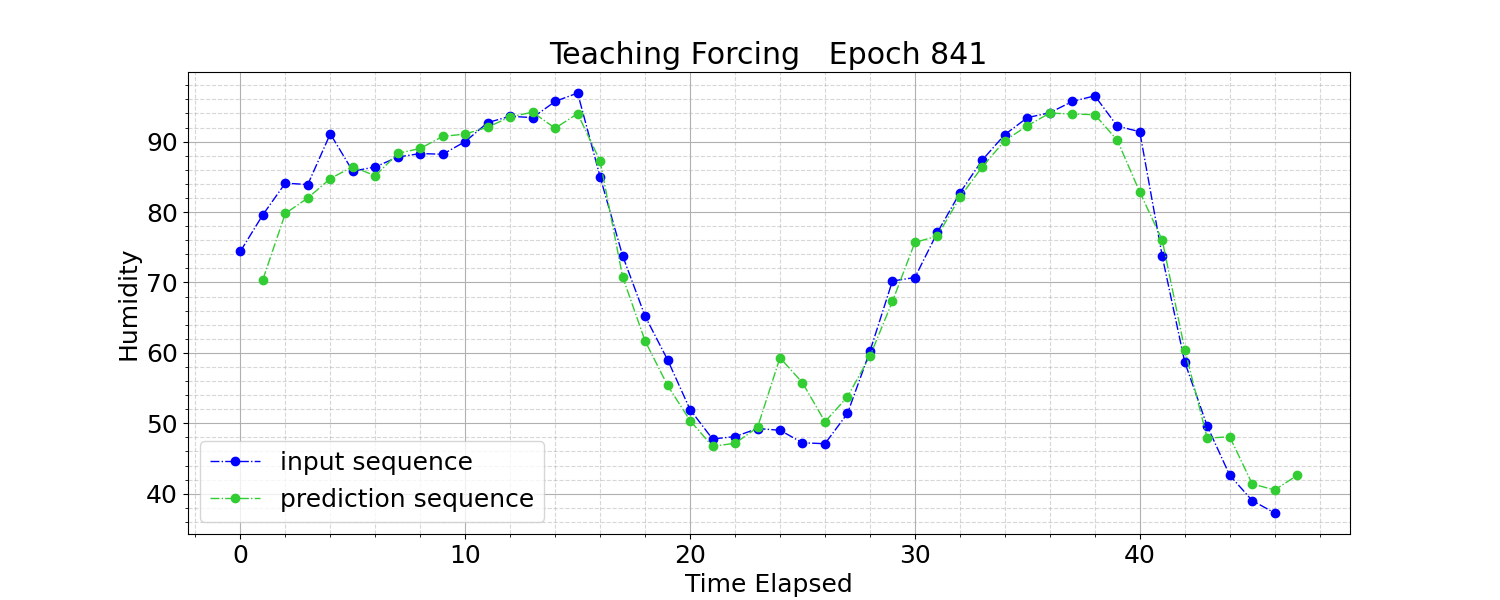 Teaching Forcing   Epoch 841
Humidity
90
80
70
60
50
40
input sequence
prediction sequence
0 10 20 30 40
Time Elapsed